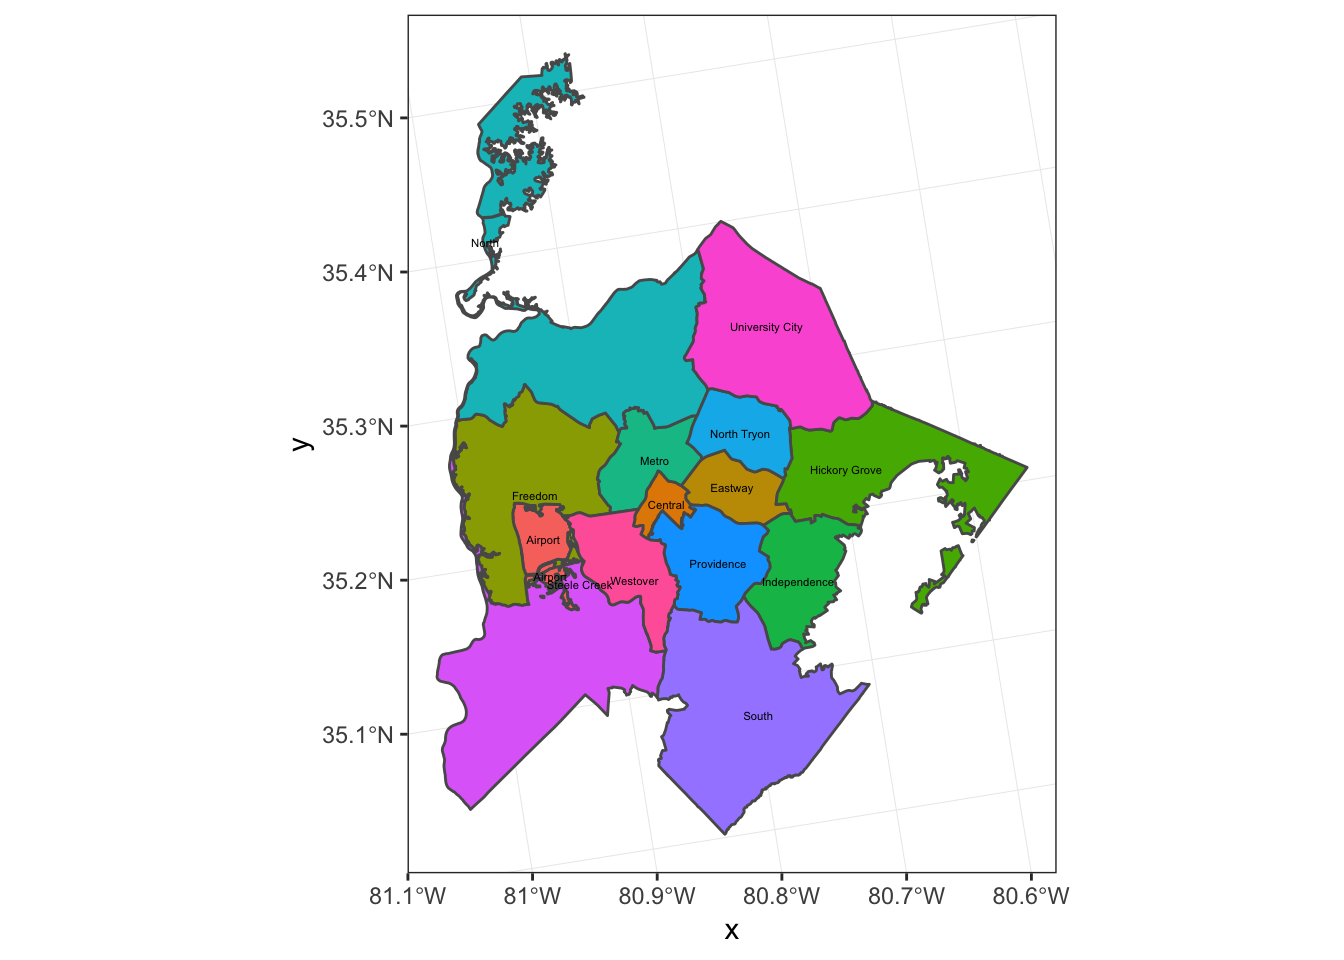 35.5°N
North
35.4°N
University City
35.3°N
North Tryon
Metro
Hickory Grove
Eastway
Freedom
Central
Airport
Providence
Airport
Steele Creek
Westover
Independence
35.2°N
South
35.1°N
y
81.1°W 81°W 80.9°W 80.8°W 80.7°W 80.6°W
x